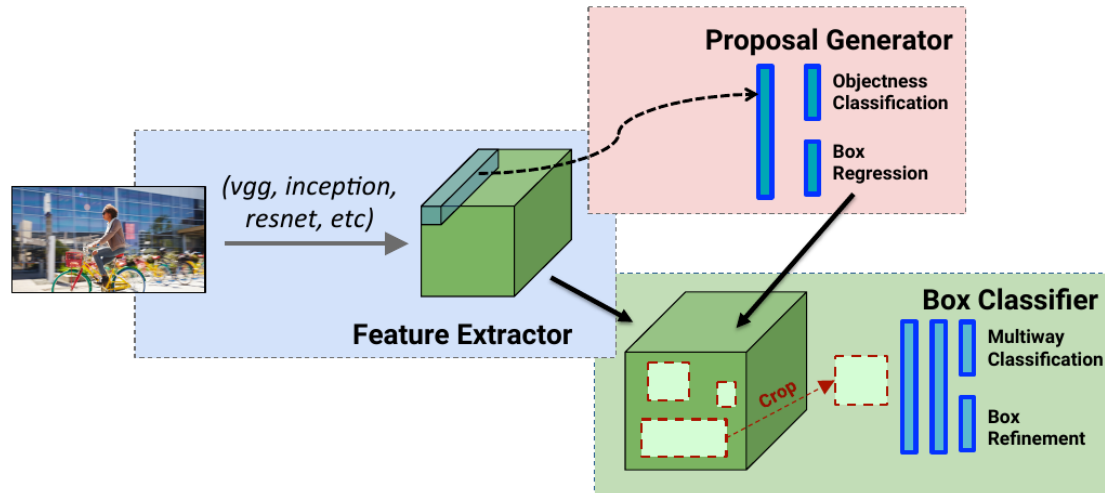 Proposal Generator
Objectness
Classification
Box
Regression
(vgg, inception,
resnet, etc)
Feature Extractor
Box Classifier
Multiway
Classification
Crop
Box
Refinement